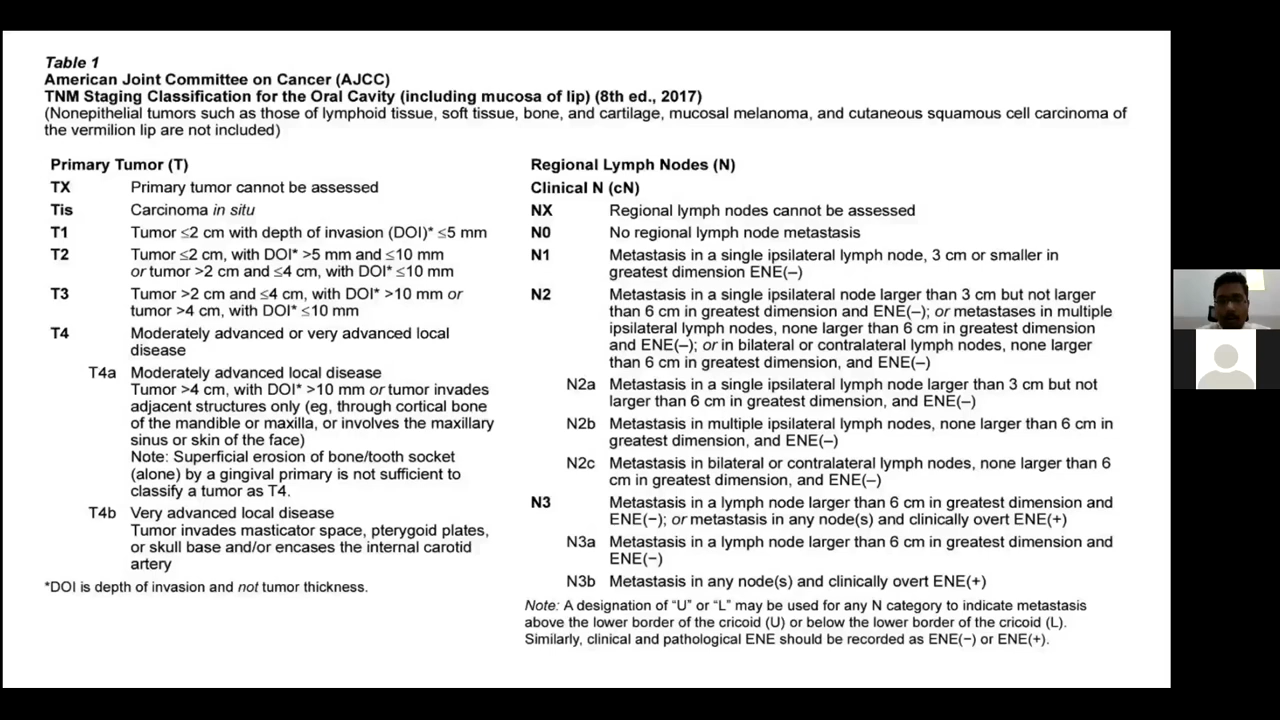 Table 1
American Joint Committee on Cancer (AJCC)
TNM Staging Classification for the Oral Cavity (including mucosa of lip) (8th ed., 2017)
(Nonepithelial tumors such as those of lymphoid tissue, soft tissue, bone, and cartilage, mucosal melanoma, and cutaneous squamous cell carcinoma of
the vermilion lip are not included)
Primary Tumor (T)
TX Primary tumor cannot be assessed
Tis Carcinoma in situ
T1 Tumor ≤2 cm with depth of invasion (DOI)* ≤5 mm
T2 Tumor ≤2 cm, with DOI* >5 mm and ≤10 mm
or tumor >2 cm and ≤4 cm, with DOI* ≤10 mm
T3 Tumor >2 cm and ≤4 cm, with DOI* >10 mm or
tumor >4 cm, with DOI* ≤10 mm
T4 Moderately advanced or very advanced local
disease
T4a Moderately advanced local disease
Tumor >4 cm, with DOI* >10 mm or tumor invades
adjacent structures only (eg, through cortical bone
of the mandible or maxilla, or involves the maxillary
sinus or skin of the face)
Note: Superficial erosion of bone/tooth socket
(alone) by a gingival primary is not sufficient to
classify a tumor as T4.
T4b Very advanced local disease
Tumor invades masticator space, pterygoid plates,
or skull base and/or encases the internal carotid
artery
*DOI is depth of invasion and not tumor thickness.
Regional Lymph Nodes (N)
Clinical N (cN)
NX Regional lymph nodes cannot be assessed
N0 No regional lymph node metastasis
N1 Metastasis in a single ipsilateral lymph node, 3 cm or smaller in
greatest dimension ENE(–)
N2 Metastasis in a single ipsilateral node larger than 3 cm but not larger
than 6 cm in greatest dimension and ENE(–); or metastases in multiple
ipsilateral lymph nodes, none larger than 6 cm in greatest dimension
and ENE(–); or in bilateral or contralateral lymph nodes, none larger
than 6 cm in greatest dimension, and ENE(–)
N2a Metastasis in a single ipsilateral lymph node larger than 3 cm but not
larger than 6 cm in greatest dimension, and ENE(–)
N2b Metastasis in multiple ipsilateral lymph nodes, none larger than 6 cm in
greatest dimension, and ENE(–)
N2c Metastasis in bilateral or contralateral lymph nodes, none larger than 6
cm in greatest dimension, and ENE(–)
N3 Metastasis in a lymph node larger than 6 cm in greatest dimension and
ENE(−); or metastasis in any node(s) and clinically overt ENE(+)
N3a Metastasis in a lymph node larger than 6 cm in greatest dimension and
ENE(−)
N3b Metastasis in any node(s) and clinically overt ENE(+)
Note: A designation of “U” or “L” may be used for any N category to indicate metastasis
above the lower border of the cricoid (U) or below the lower border of the cricoid (L).
Similarly, clinical and pathological ENE should be recorded as ENE(−) or ENE(+).